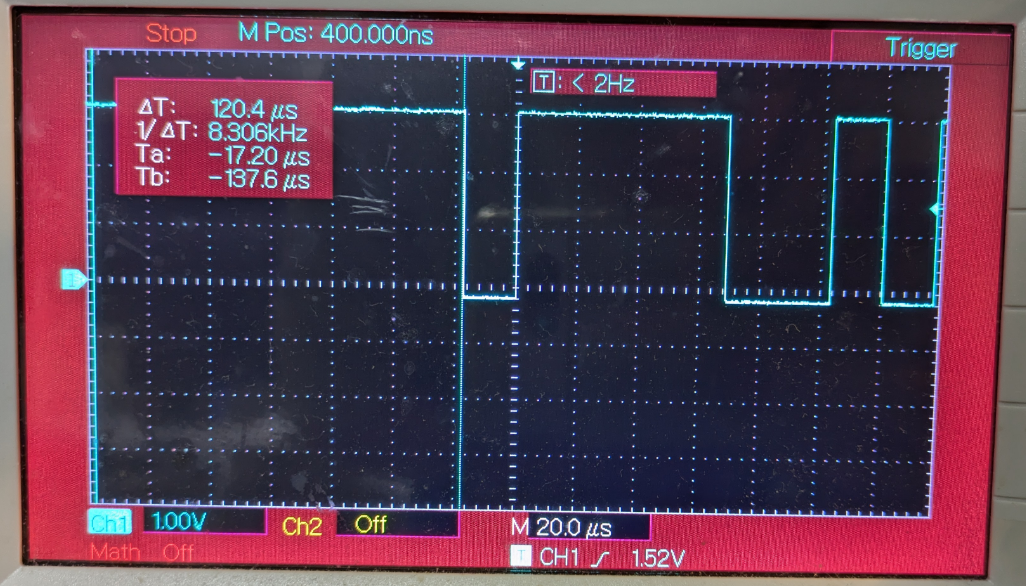 Stop M Pos: 400.000ns Trigger
T: < 2Hz
ΔT: 120.4 µs
1/ΔT: 8.306kHz
Ta: -17.20 µs
Tb: -137.6 µs
1
Ch1 1.00V Ch2 Off M 20.0 µs
Math Off T CH1 1.52V